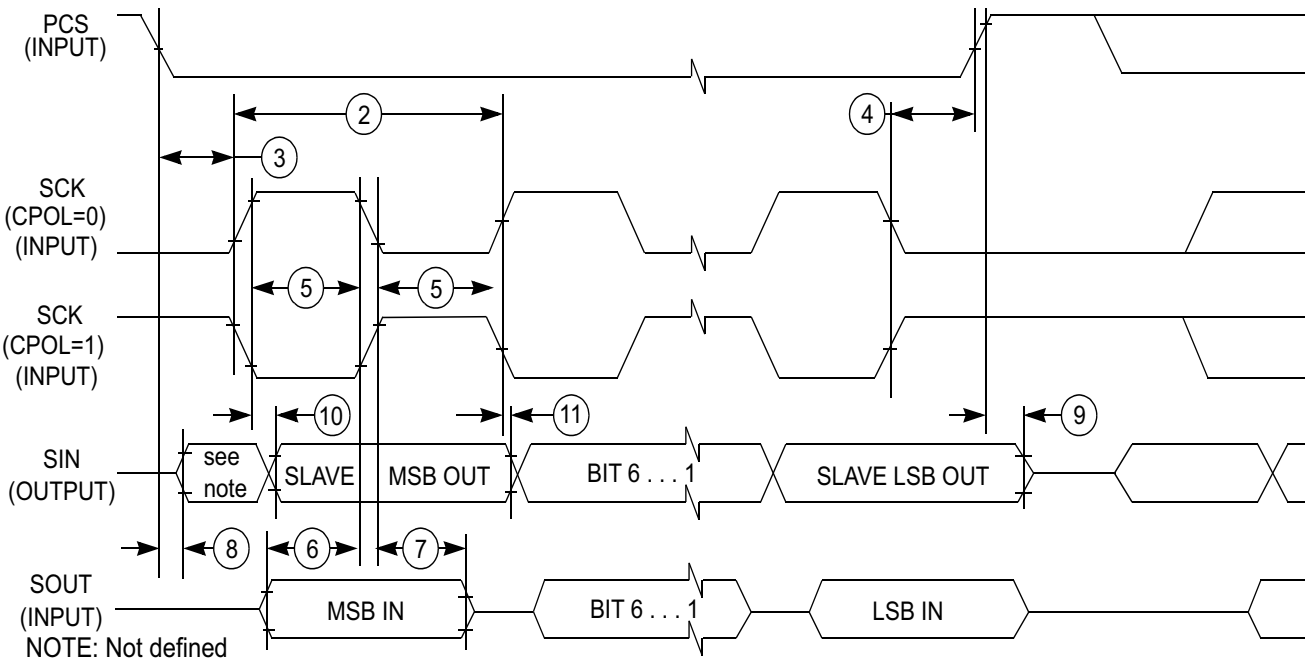 PCS
(INPUT)
2
4
3
SCK
(CPOL=0)
(INPUT)
5
5
SCK
(CPOL=1)
(INPUT)
10
11
9
SIN
(OUTPUT)
see
note
SLAVE
MSB OUT
BIT 6 . . . 1
SLAVE LSB OUT
8
6
7
SOUT
(INPUT)
MSB IN
BIT 6 . . . 1
LSB IN
NOTE: Not defined